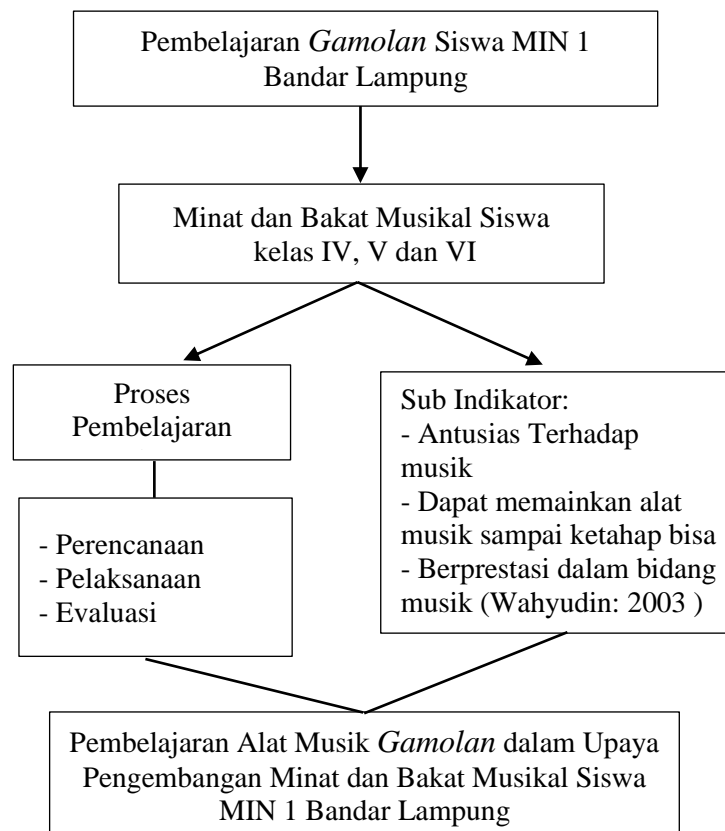 Pembelajaran Gamolan Siswa MIN 1
Bandar Lampung
Minat dan Bakat Musikal Siswa
kelas IV, V dan VI
Proses
Pembelajaran
- Perencanaan
- Pelaksanaan
- Evaluasi
Sub Indikator:
- Antusias Terhadap
musik
- Dapat memainkan alat
musik sampai ketahap bisa
- Berprestasi dalam bidang
musik (Wahyudin: 2003 )
Pembelajaran Alat Musik Gamolan dalam Upaya
Pengembangan Minat dan Bakat Musikal Siswa
MIN 1 Bandar Lampung